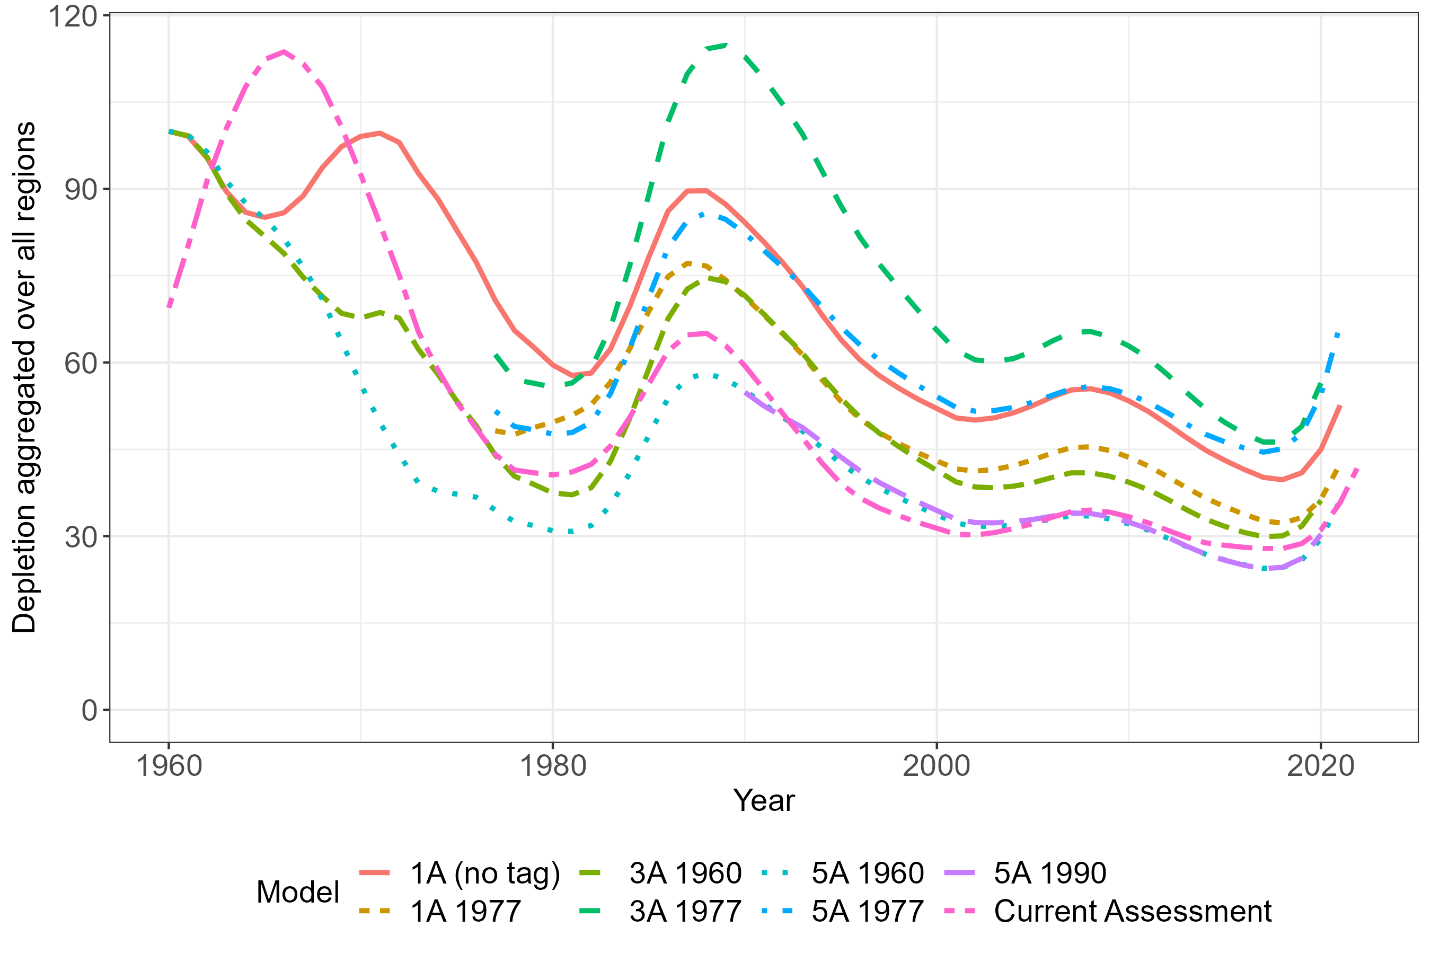 120
90
60
30
0
Depletion aggregated over all regions
1960 1980 2000 2020
Year
Model
1A (no tag) 3A 1960 5A 1960 5A 1990
1A 1977 3A 1977 5A 1977 Current Assessment